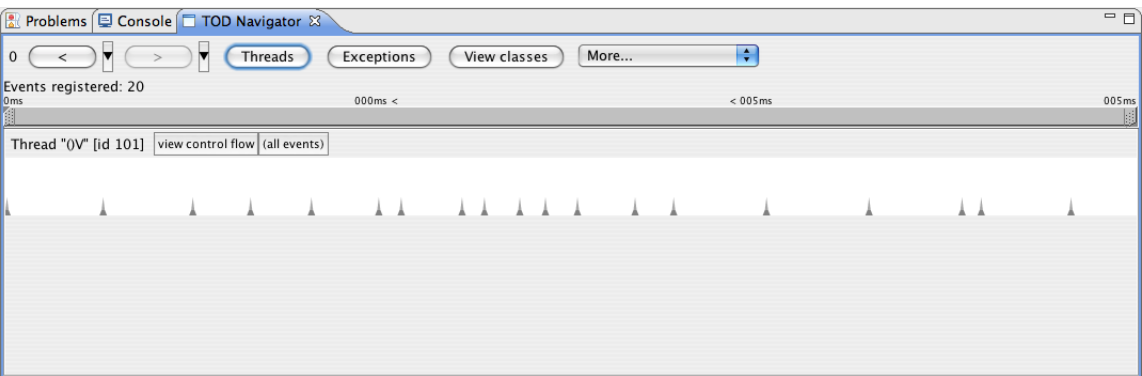 Problems Console TOD Navigator
0 < > Threads Exceptions View classes More...
Events registered: 20
0ms 000ms < < 005ms 005ms
Thread "()V" [id 101] view control flow (all events)